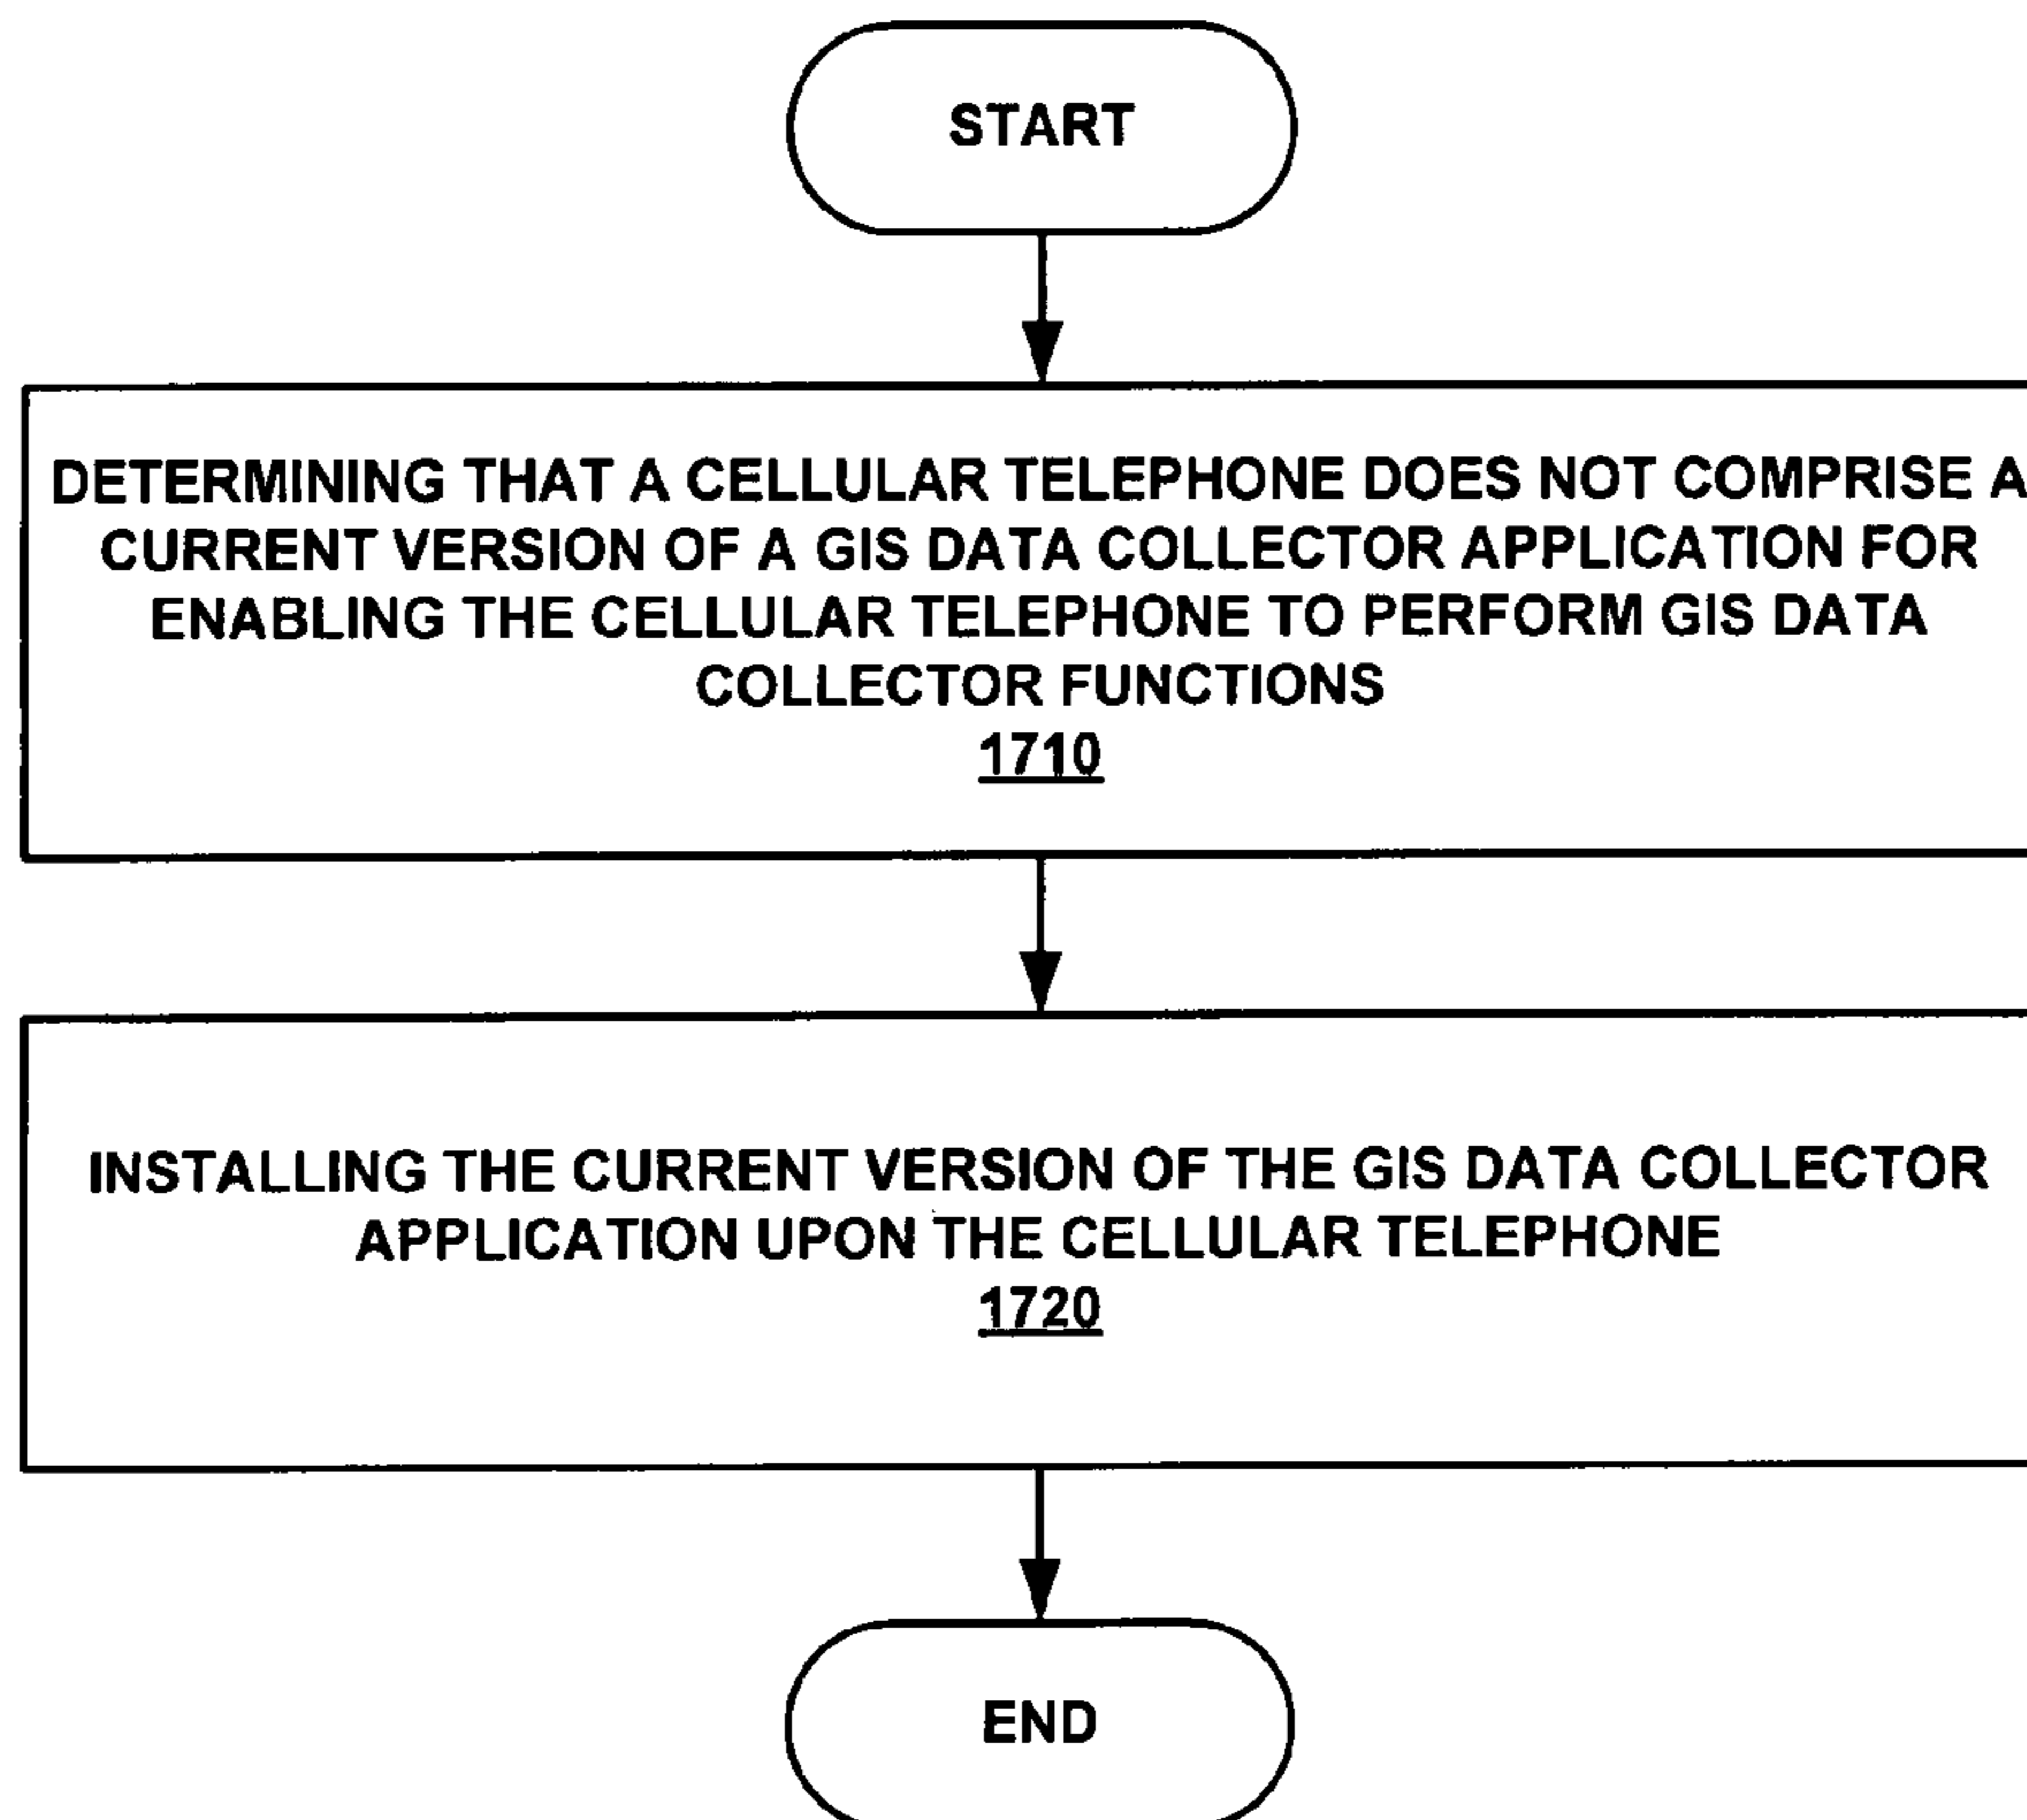 START
DETERMINING THAT A CELLULAR TELEPHONE DOES NOT COMPRISE A
CURRENT VERSION OF A GIS DATA COLLECTOR APPLICATION FOR
ENABLING THE CELLULAR TELEPHONE TO PERFORM GIS DATA
COLLECTOR FUNCTIONS
1710
INSTALLING THE CURRENT VERSION OF THE GIS DATA COLLECTOR
APPLICATION UPON THE CELLULAR TELEPHONE
1720
END